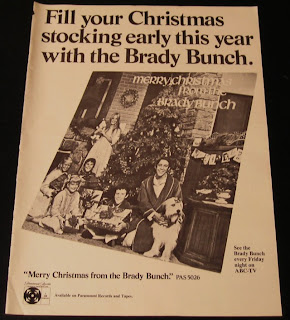 Fill your Christmas
stocking early this year
with the Brady Bunch.
MERRY CHRISTMAS
FROM THE
BRADY BUNCH
See the
Brady Bunch
every Friday
night on
ABC-TV
"Merry Christmas from the Brady Bunch." PAS 5026
Available on Paramount Records and Tapes.